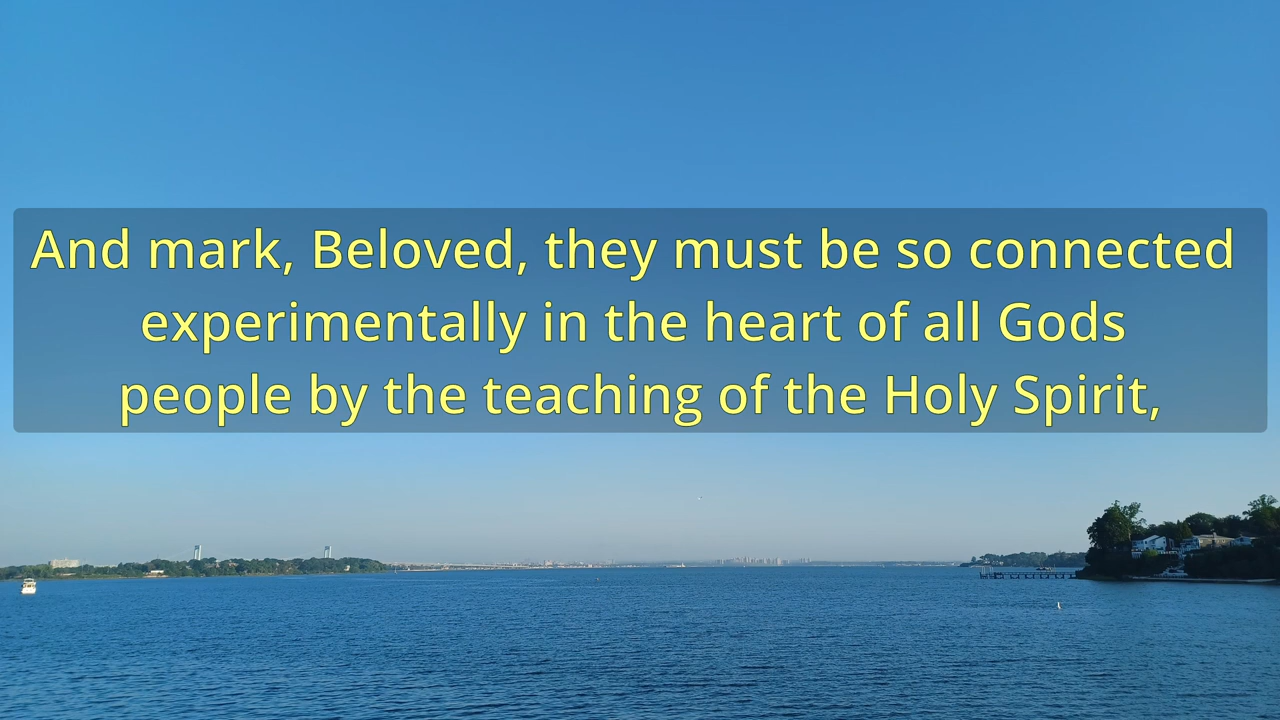 And mark, Beloved, they must be so connected
experimentally in the heart of all Gods
people by the teaching of the Holy Spirit,